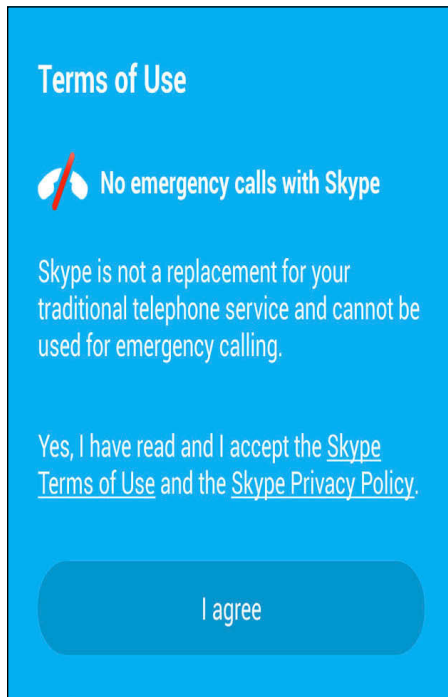 Terms of Use
No emergency calls with Skype
Skype is not a replacement for your
traditional telephone service and cannot be
used for emergency calling.
Yes, I have read and I accept the Skype
Terms of Use and the Skype Privacy Policy.
I agree